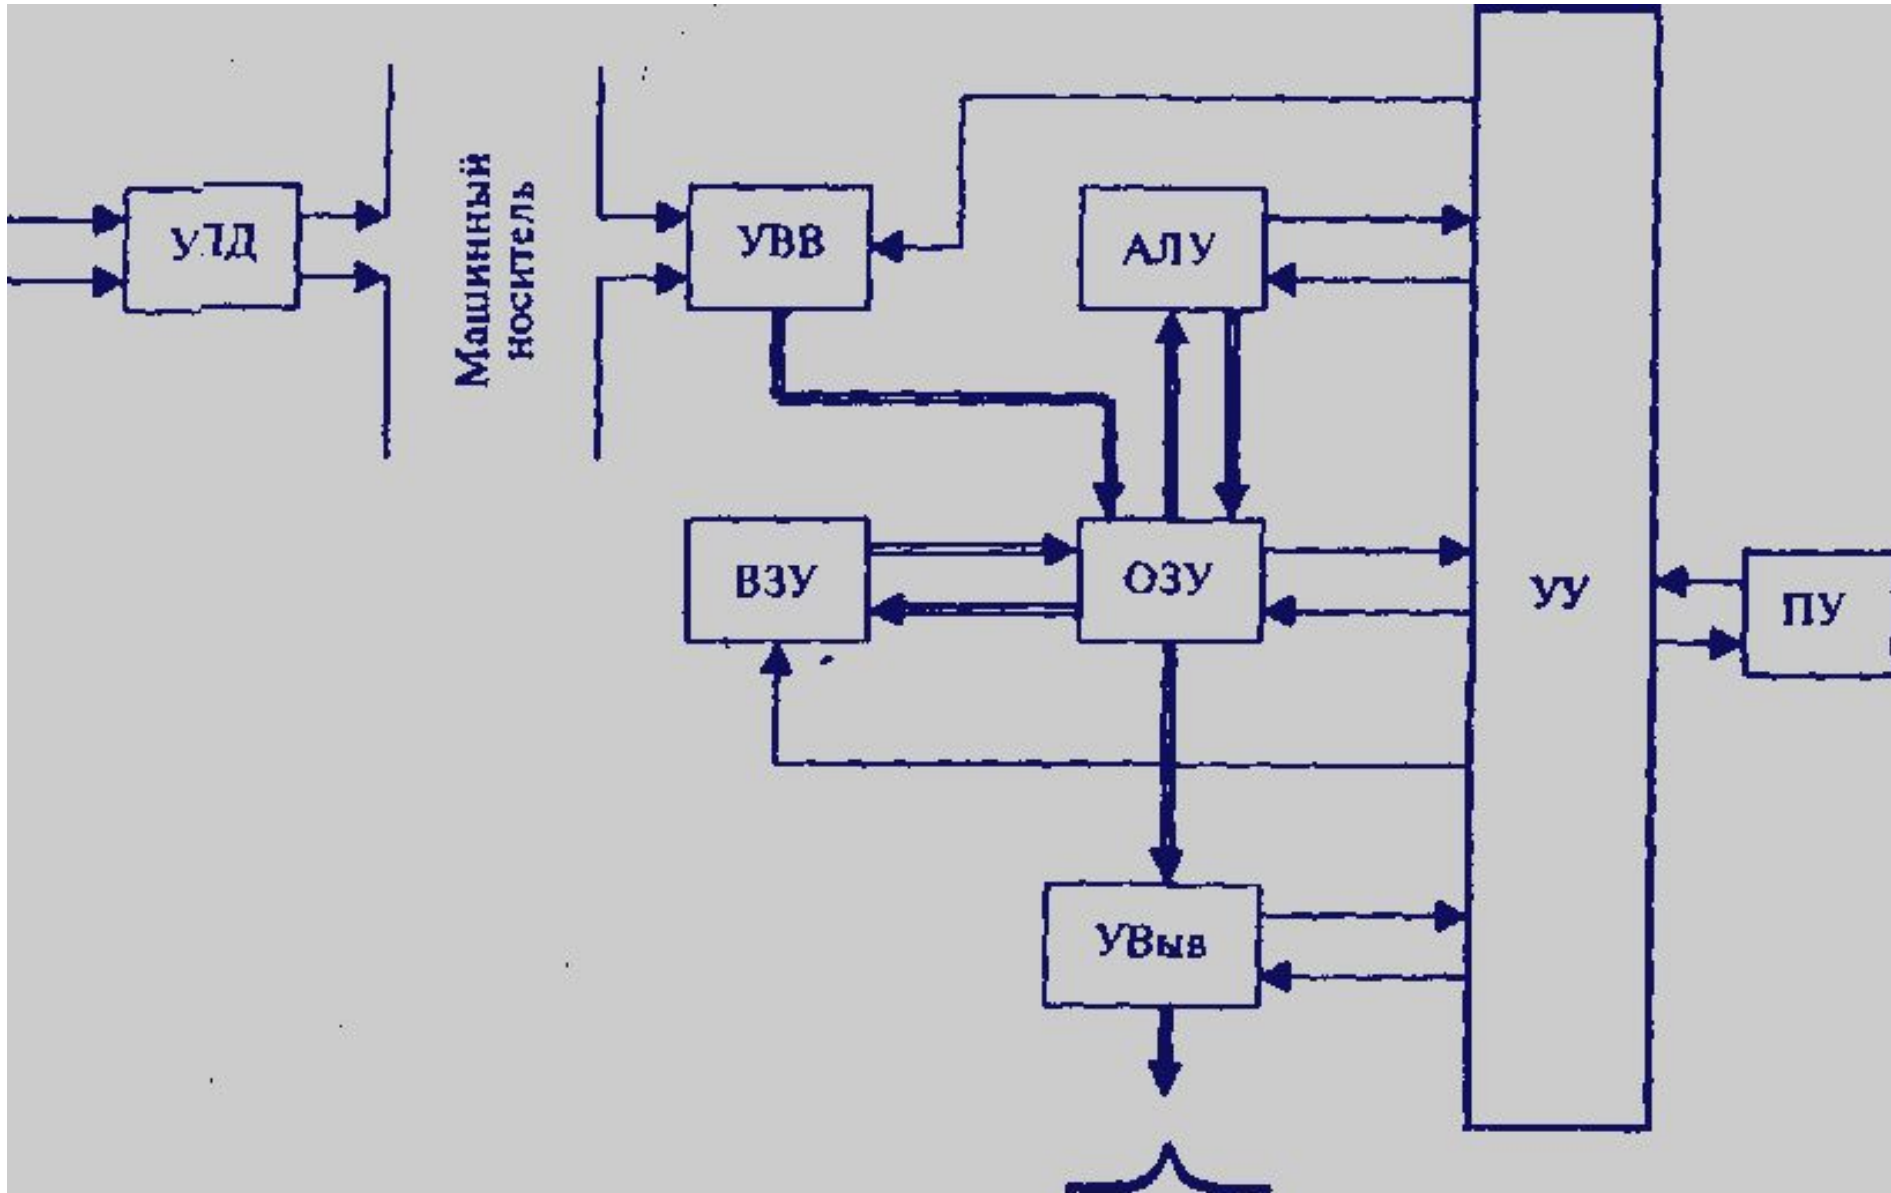 УПД
Машинный
носитель
УВВ
АЛУ
ВЗУ
ОЗУ
УУ
ПУ
УВыв